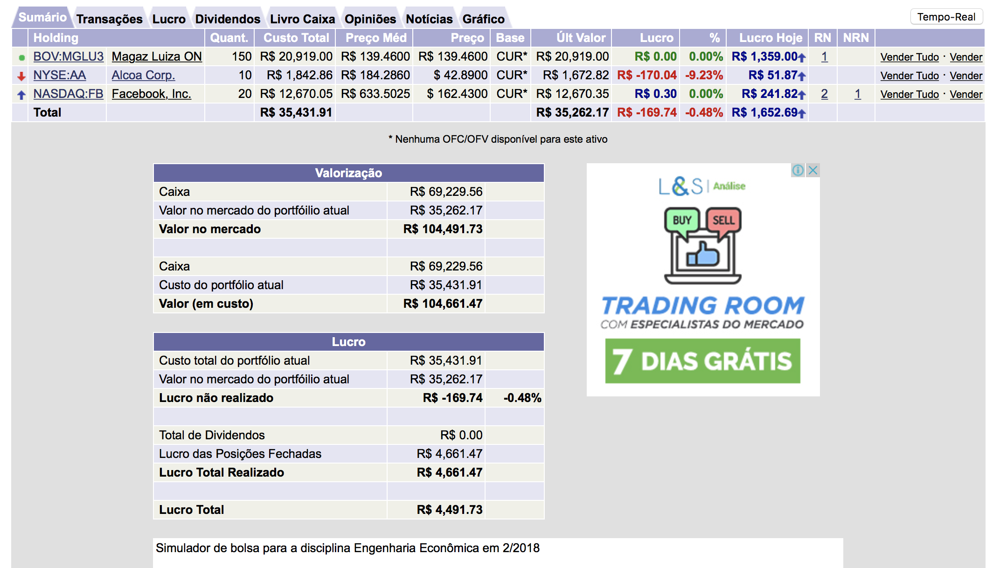 Sumário Transações Lucro Dividendos Livro Caixa Opiniões Notícias Gráfico Tempo-Real
Holding Quant. Custo Total Preço Méd Preço Base Últ Valor Lucro % Lucro Hoje RN NRN
BOV:MGLU3 Magaz Luiza ON 150 R$ 20,919.00 R$ 139.4600 R$ 139.4600 CUR* R$ 20,919.00 R$ 0.00 0.00% R$ 1,359.00 1 Vender Tudo · Vender
NYSE:AA Alcoa Corp. 10 R$ 1,842.86 R$ 184.2860 $ 42.8900 CUR* R$ 1,672.82 R$ -170.04 -9.23% R$ 51.87 Vender Tudo · Vender
NASDAQ:FB Facebook, Inc. 20 R$ 12,670.05 R$ 633.5025 $ 162.4300 CUR* R$ 12,670.35 R$ 0.30 0.00% R$ 241.82 2 1 Vender Tudo · Vender
Total R$ 35,431.91 R$ 35,262.17 R$ -169.74 -0.48% R$ 1,652.69
* Nenhuma OFC/OFV disponível para este ativo
Valorização
Caixa R$ 69,229.56
Valor no mercado do portfóilio atual R$ 35,262.17
Valor no mercado R$ 104,491.73
Caixa R$ 69,229.56
Custo do portfólio atual R$ 35,431.91
Valor (em custo) R$ 104,661.47
Lucro
Custo total do portfólio atual R$ 35,431.91
Valor no mercado do portfóilio atual R$ 35,262.17
Lucro não realizado R$ -169.74 -0.48%
Total de Dividendos R$ 0.00
Lucro das Posições Fechadas R$ 4,661.47
Lucro Total Realizado R$ 4,661.47
Lucro Total R$ 4,491.73
L&S | Análise
BUY SELL
TRADING ROOM
COM ESPECIALISTAS DO MERCADO
7 DIAS GRÁTIS
Simulador de bolsa para a disciplina Engenharia Econômica em 2/2018